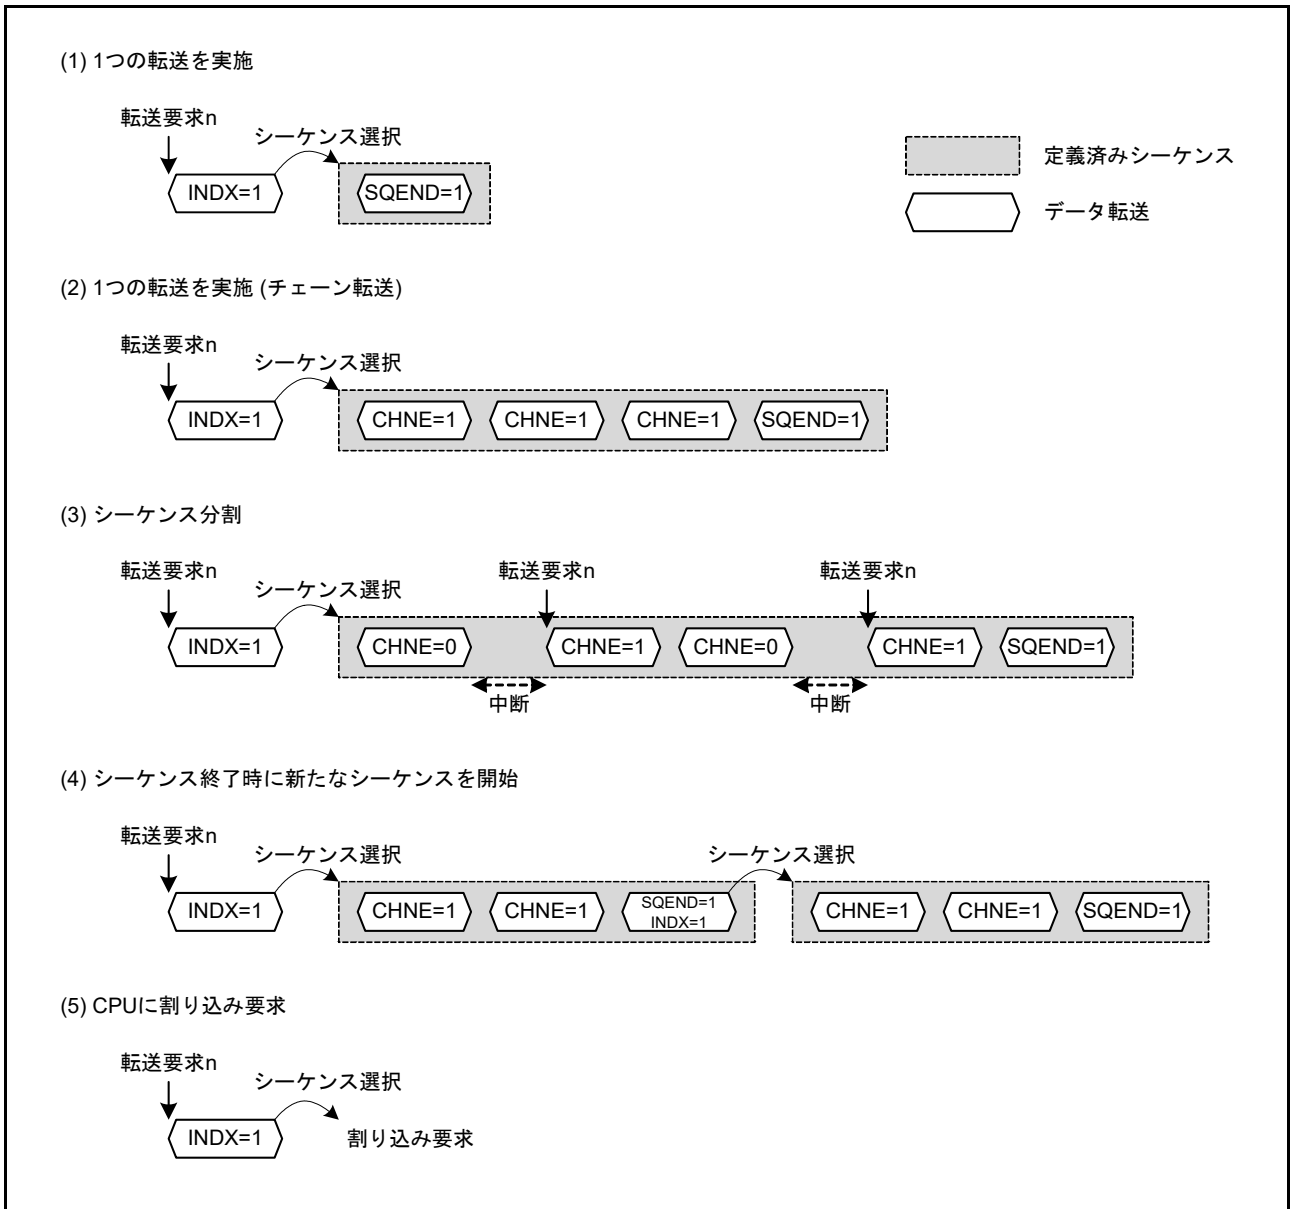 (1) 1つの転送を実施
転送要求n
シーケンス選択
INDX=1
SQEND=1
定義済みシーケンス
データ転送
(2) 1つの転送を実施 (チェーン転送)
転送要求n
シーケンス選択
INDX=1
CHNE=1
CHNE=1
CHNE=1
SQEND=1
(3) シーケンス分割
転送要求n
シーケンス選択
転送要求n
転送要求n
INDX=1
CHNE=0
CHNE=1
CHNE=0
CHNE=1
SQEND=1
中断
中断
(4) シーケンス終了時に新たなシーケンスを開始
転送要求n
シーケンス選択
シーケンス選択
INDX=1
CHNE=1
CHNE=1
SQEND=1
INDX=1
CHNE=1
CHNE=1
SQEND=1
(5) CPUに割り込み要求
転送要求n
シーケンス選択
INDX=1
割り込み要求